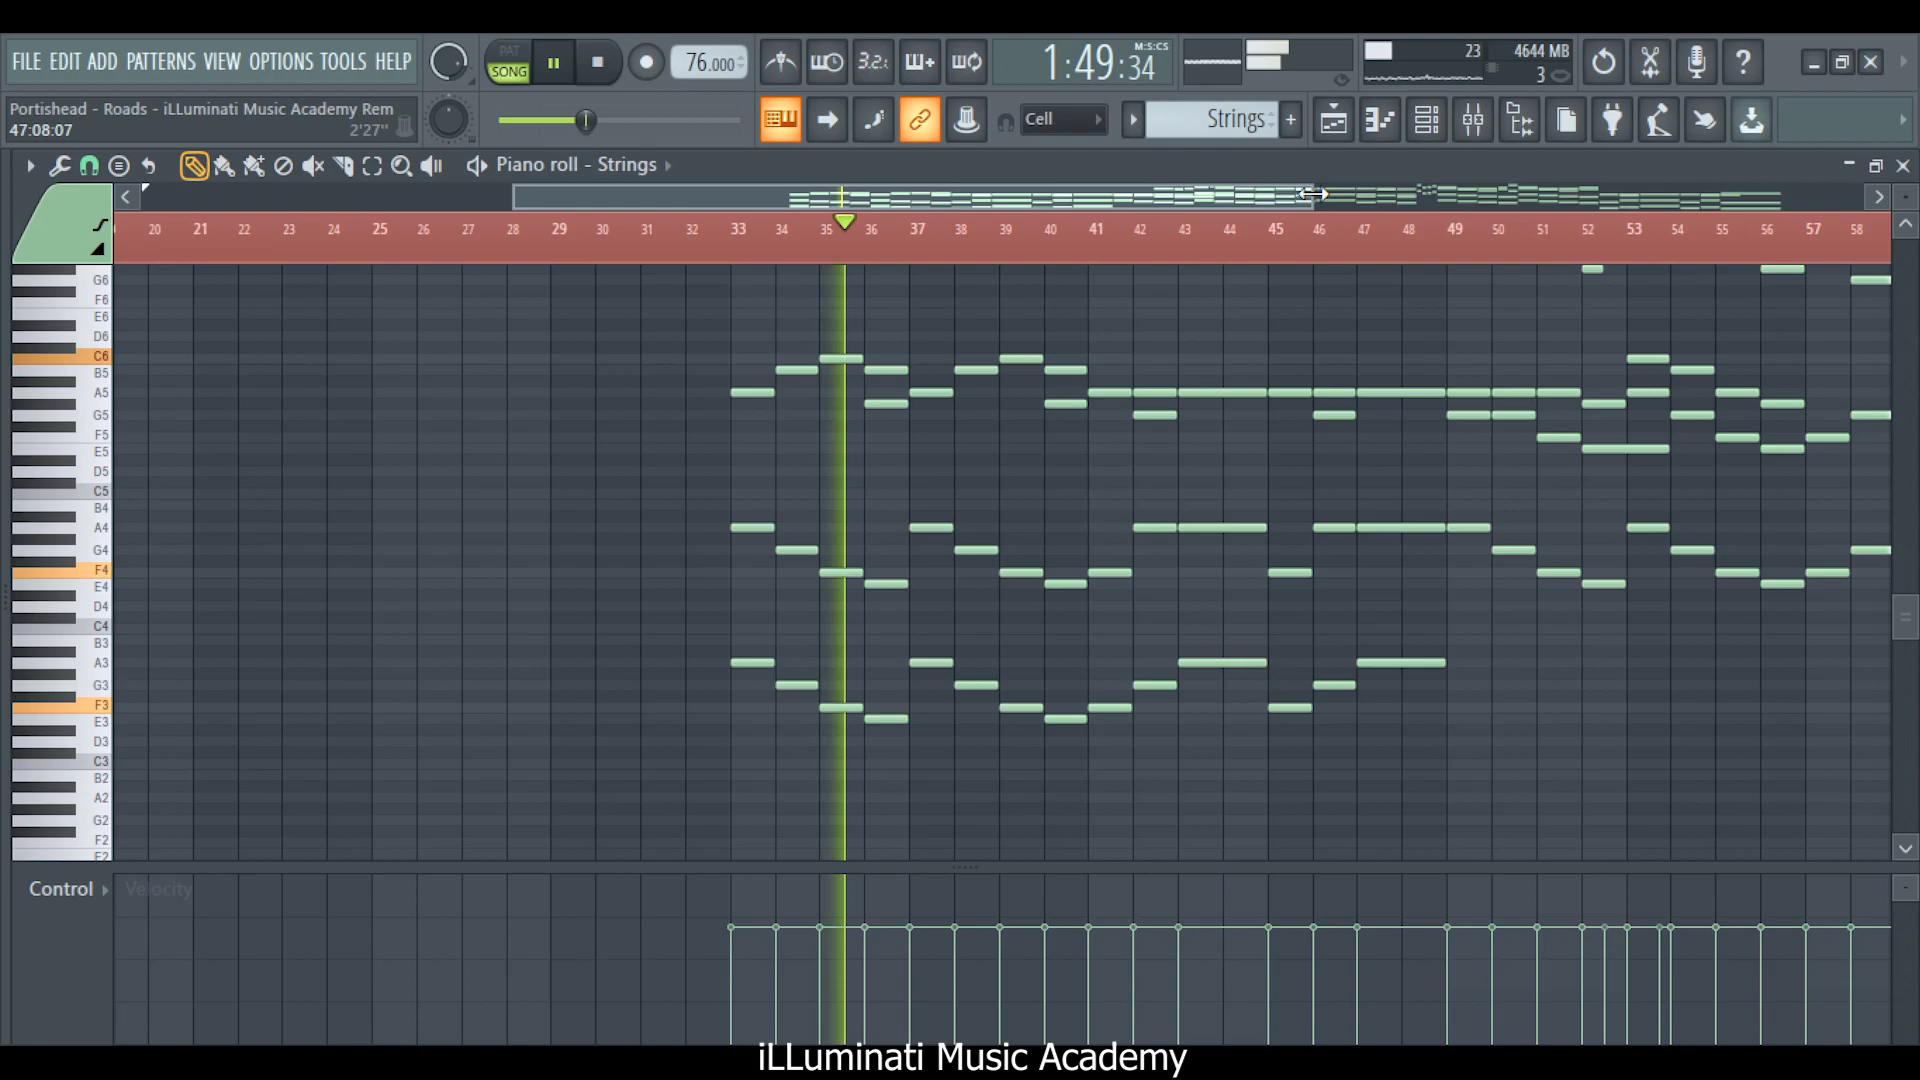 FILE EDIT ADD PATTERNS VIEW OPTIONS TOOLS HELP
PAT
SONG
76.000
3.2
1:49:34
M:S:CS
23
4644 MB
3
Portishead - Roads - iLLuminati Music Academy Rem
47:08:07
2'27"
Cell
Strings
Piano roll - Strings
20 21 22 23 24 25 26 27 28 29 30 31 32 33 34 35 36 37 38 39 40 41 42 43 44 45 46 47 48 49 50 51 52 53 54 55 56 57 58
G6
F6
E6
D6
C6
B5
A5
G5
F5
E5
D5
C5
B4
A4
G4
F4
E4
D4
C4
B3
A3
G3
F3
E3
D3
C3
B2
A2
G2
F2
E2
Control
Velocity
iLLuminati Music Academy